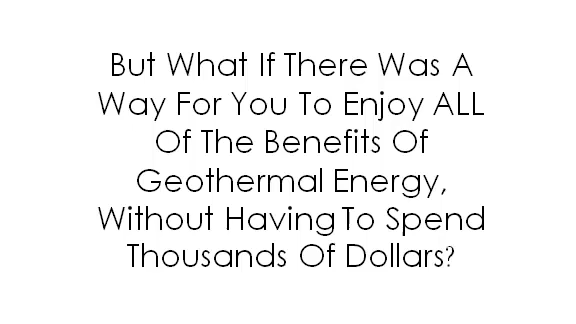 But What If There Was A
Way For You To Enjoy ALL
Of The Benefits Of
Geothermal Energy,
Without Having To Spend
Thousands Of Dollars?